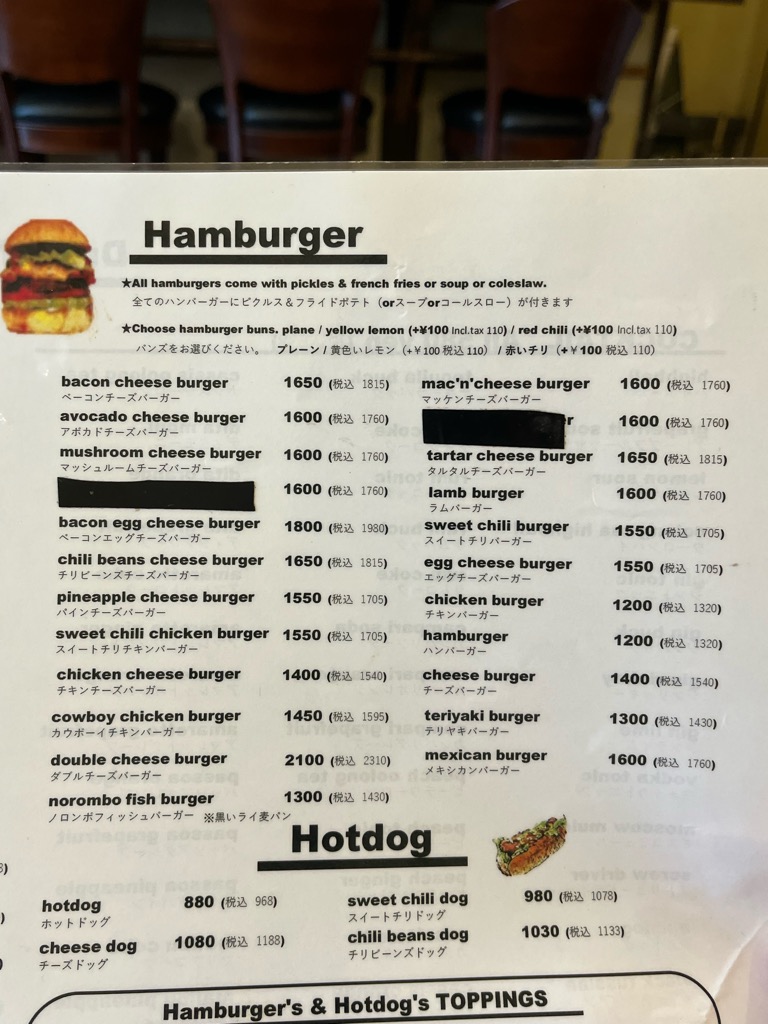 Hamburger
★All hamburgers come with pickles & french fries or soup or coleslaw.
全てのハンバーガーにピクルス＆フライドポテト（orスープorコールスロー）が付きます
★Choose hamburger buns. plane / yellow lemon (+¥100 Incl.tax 110) / red chili (+¥100 Incl.tax 110)
バンズをお選びください。 プレーン / 黄色いレモン（+￥100 税込 110） / 赤いチリ（+￥100 税込 110）
bacon cheese burger 1650 (税込 1815)
ベーコンチーズバーガー
avocado cheese burger 1600 (税込 1760)
アボカドチーズバーガー
mushroom cheese burger 1600 (税込 1760)
マッシュルームチーズバーガー
1600 (税込 1760)
bacon egg cheese burger 1800 (税込 1980)
ベーコンエッグチーズバーガー
chili beans cheese burger 1650 (税込 1815)
チリビーンズチーズバーガー
pineapple cheese burger 1550 (税込 1705)
パインチーズバーガー
sweet chili chicken burger 1550 (税込 1705)
スイートチリチキンバーガー
chicken cheese burger 1400 (税込 1540)
チキンチーズバーガー
cowboy chicken burger 1450 (税込 1595)
カウボーイチキンバーガー
double cheese burger 2100 (税込 2310)
ダブルチーズバーガー
norombo fish burger 1300 (税込 1430)
ノロンボフィッシュバーガー ※黒いライ麦パン
mac'n'cheese burger 1600 (税込 1760)
マッケンチーズバーガー
1600 (税込 1760)
tartar cheese burger 1650 (税込 1815)
タルタルチーズバーガー
lamb burger 1600 (税込 1760)
ラムバーガー
sweet chili burger 1550 (税込 1705)
スイートチリバーガー
egg cheese burger 1550 (税込 1705)
エッグチーズバーガー
chicken burger 1200 (税込 1320)
チキンバーガー
hamburger 1200 (税込 1320)
ハンバーガー
cheese burger 1400 (税込 1540)
チーズバーガー
teriyaki burger 1300 (税込 1430)
テリヤキバーガー
mexican burger 1600 (税込 1760)
メキシカンバーガー
Hotdog
hotdog 880 (税込 968)
ホットドッグ
cheese dog 1080 (税込 1188)
チーズドッグ
sweet chili dog 980 (税込 1078)
スイートチリドッグ
chili beans dog 1030 (税込 1133)
チリビーンズドッグ
Hamburger's & Hotdog's TOPPINGS